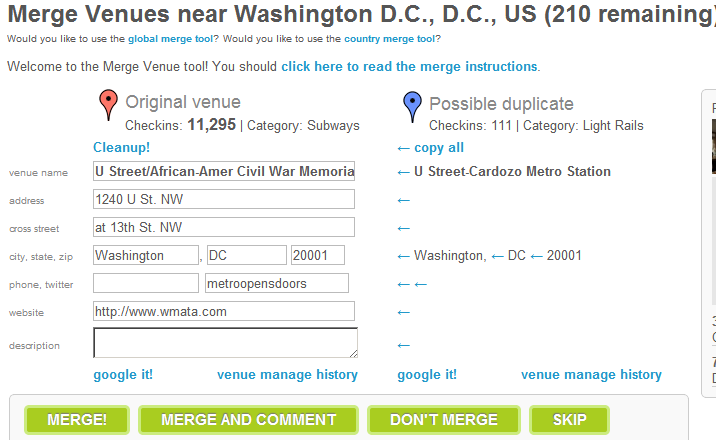 Merge Venues near Washington D.C., D.C., US (210 remaining)
Would you like to use the global merge tool? Would you like to use the country merge tool?
Welcome to the Merge Venue tool! You should click here to read the merge instructions.
Original venue
Checkins: 11,295 | Category: Subways
Possible duplicate
Checkins: 111 | Category: Light Rails
Cleanup! ← copy all
venue name U Street/African-Amer Civil War Memoria ← U Street-Cardozo Metro Station
address 1240 U St. NW ←
cross street at 13th St. NW ←
city, state, zip Washington , DC 20001 ← Washington, ← DC ← 20001
phone, twitter metroopensdoors ← ←
website http://www.wmata.com ←
description ←
google it! venue manage history google it! venue manage history
MERGE! MERGE AND COMMENT DON'T MERGE SKIP